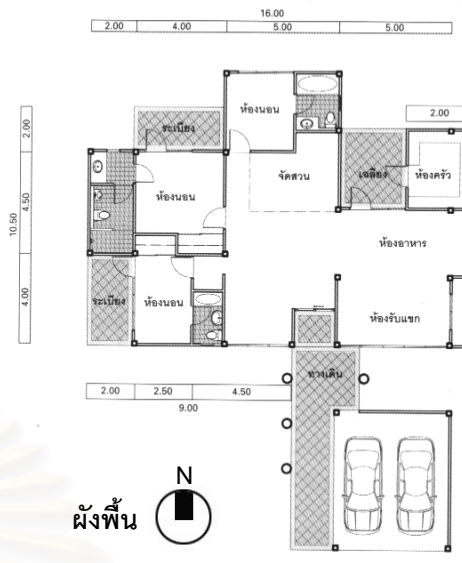 16.00
2.00 4.00 5.00 5.00
ห้องนอน
ระเบียง
2.00
2.00
จัดสวน
เฉลียง
ห้องครัว
ห้องนอน
4.50
10.50
ห้องอาหาร
4.00
ระเบียง
ห้องนอน
ห้องรับแขก
ทางเดิน
2.00 2.50 4.50
9.00
N
ผังพื้น